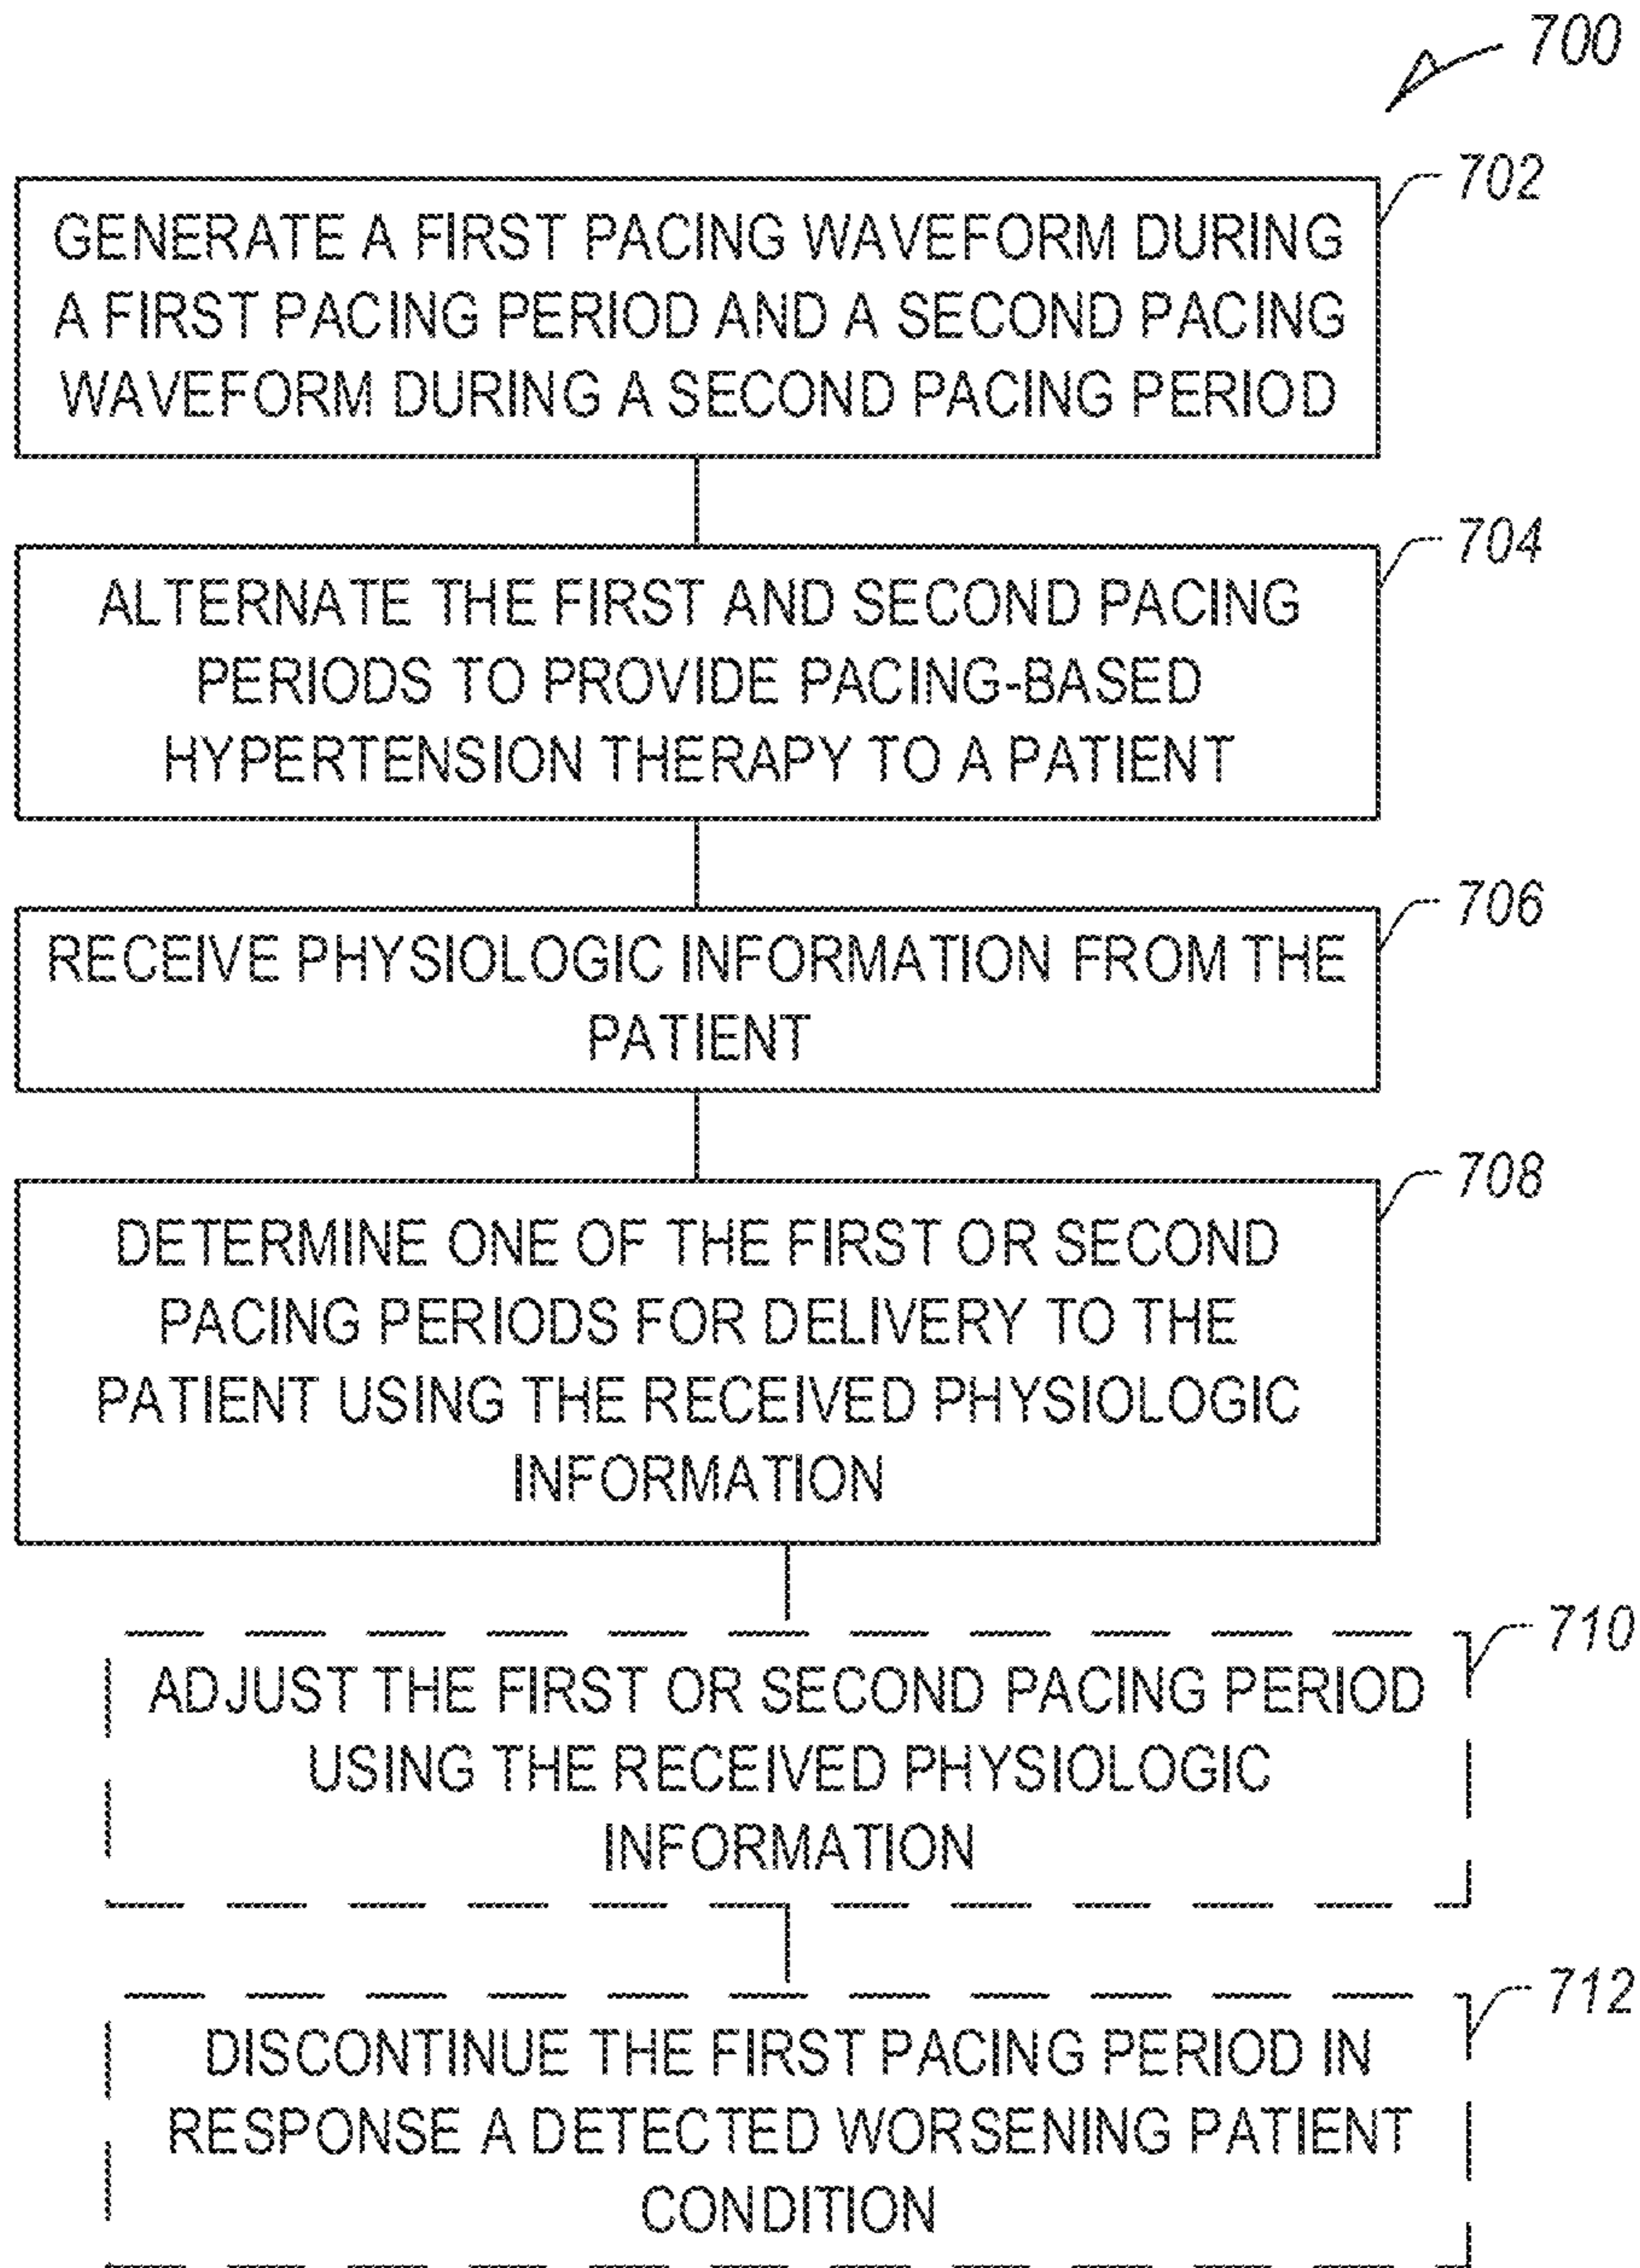 700
702
GENERATE A FIRST PACING WAVEFORM DURING
A FIRST PACING PERIOD AND A SECOND PACING
WAVEFORM DURING A SECOND PACING PERIOD
704
ALTERNATE THE FIRST AND SECOND PACING
PERIODS TO PROVIDE PACING-BASED
HYPERTENSION THERAPY TO A PATIENT
706
RECEIVE PHYSIOLOGIC INFORMATION FROM THE
PATIENT
708
DETERMINE ONE OF THE FIRST OR SECOND
PACING PERIODS FOR DELIVERY TO THE
PATIENT USING THE RECEIVED PHYSIOLOGIC
INFORMATION
710
ADJUST THE FIRST OR SECOND PACING PERIOD
USING THE RECEIVED PHYSIOLOGIC
INFORMATION
712
DISCONTINUE THE FIRST PACING PERIOD IN
RESPONSE A DETECTED WORSENING PATIENT
CONDITION